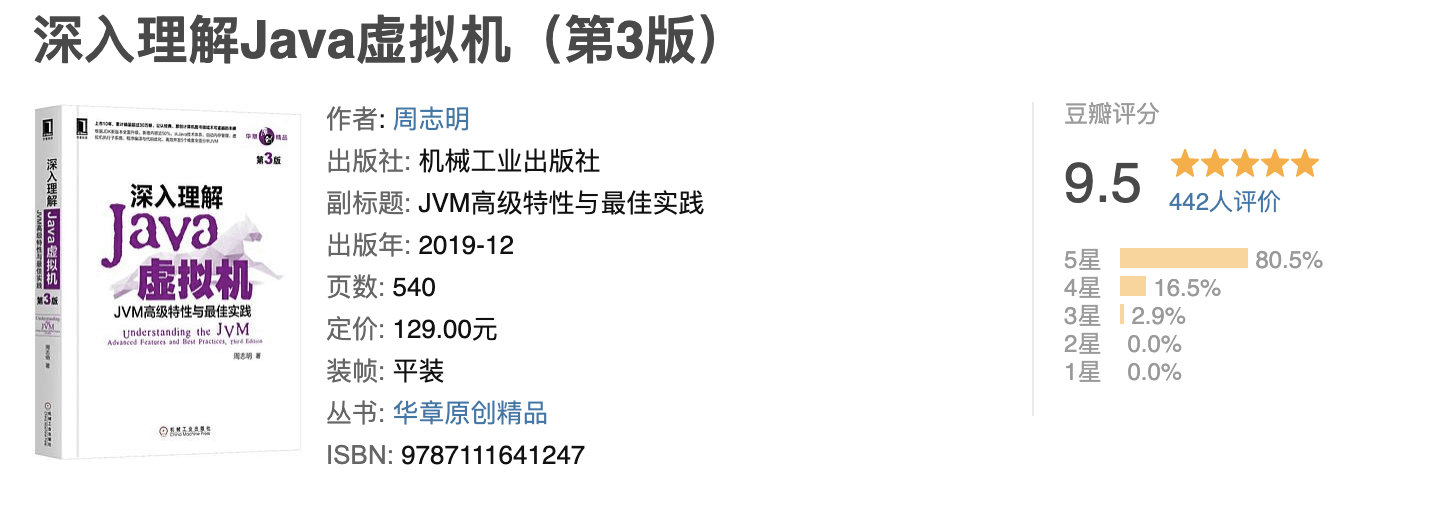 深入理解Java虚拟机（第3版）
华章精品
第3版
深入理解
Java
虚拟机
JVM高级特性与最佳实践
Understanding the JVM
Advanced Features and Best Practices, Third Edition
周志明 著
机械工业出版社
China Machine Press
深入理解Java虚拟机
JVM高级特性与最佳实践
第3版
周志明 著
作者: 周志明
出版社: 机械工业出版社
副标题: JVM高级特性与最佳实践
出版年: 2019-12
页数: 540
定价: 129.00元
装帧: 平装
丛书: 华章原创精品
ISBN: 9787111641247
豆瓣评分
9.5
442人评价
5星 80.5%
4星 16.5%
3星 2.9%
2星 0.0%
1星 0.0%